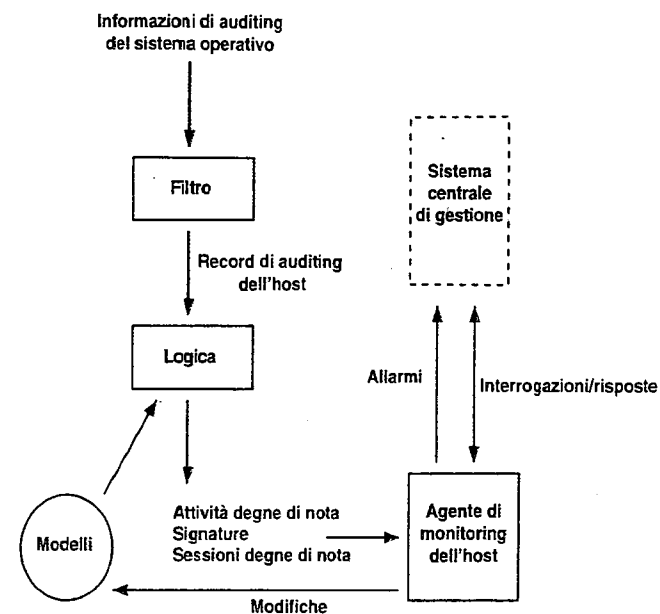 Informazioni di auditing
del sistema operativo
Filtro
Record di auditing
dell'host
Logica
Modelli
Attività degne di nota
Signature
Sessioni degne di nota
Modifiche
Sistema
centrale
di gestione
Allarmi
Interrogazioni/risposte
Agente di
monitoring
dell'host